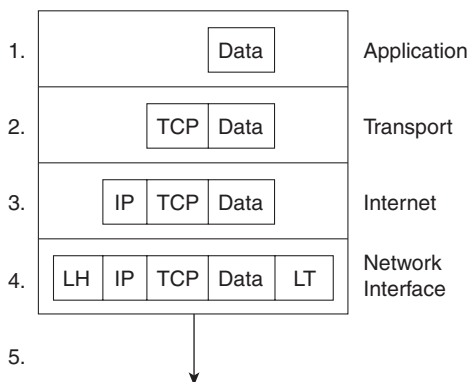 1. Data Application
2. TCP Data Transport
3. IP TCP Data Internet
4. LH IP TCP Data LT Network Interface
5.